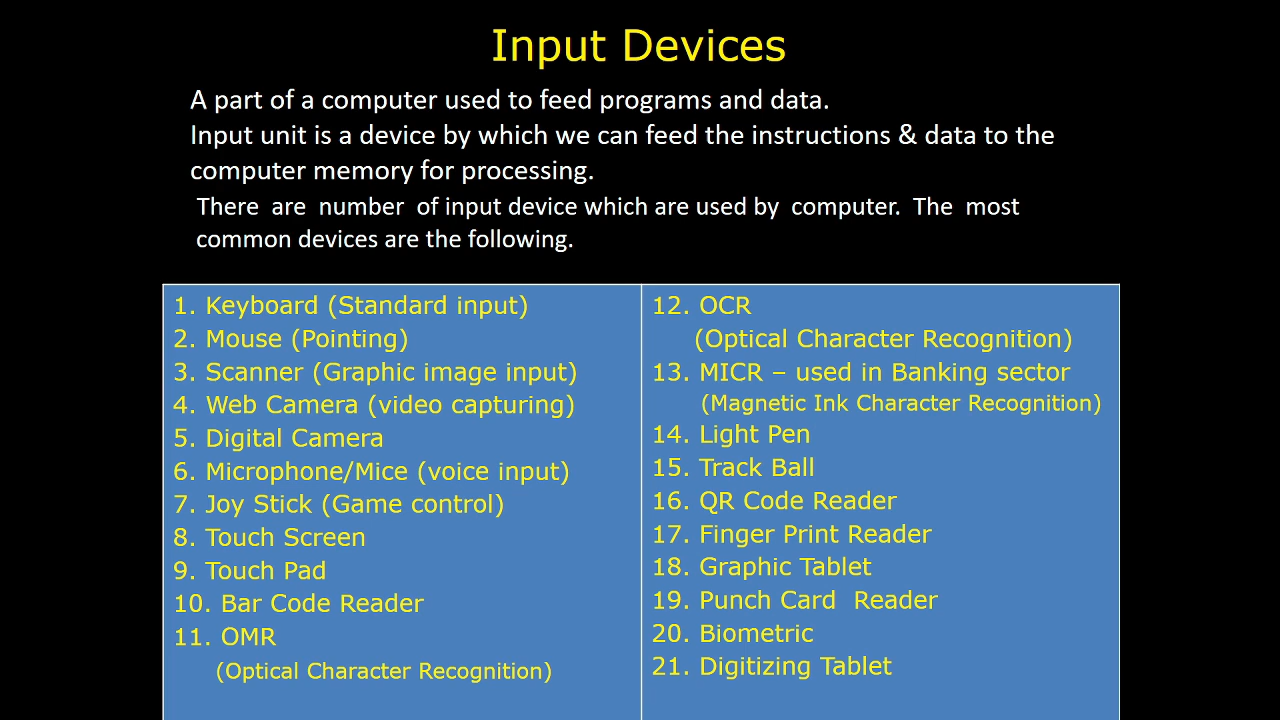 Input Devices
A part of a computer used to feed programs and data.
Input unit is a device by which we can feed the instructions & data to the
computer memory for processing.
There are number of input device which are used by computer. The most
common devices are the following.
1. Keyboard (Standard input)
2. Mouse (Pointing)
3. Scanner (Graphic image input)
4. Web Camera (video capturing)
5. Digital Camera
6. Microphone/Mice (voice input)
7. Joy Stick (Game control)
8. Touch Screen
9. Touch Pad
10. Bar Code Reader
11. OMR
(Optical Character Recognition)
12. OCR
(Optical Character Recognition)
13. MICR – used in Banking sector
(Magnetic Ink Character Recognition)
14. Light Pen
15. Track Ball
16. QR Code Reader
17. Finger Print Reader
18. Graphic Tablet
19. Punch Card Reader
20. Biometric
21. Digitizing Tablet